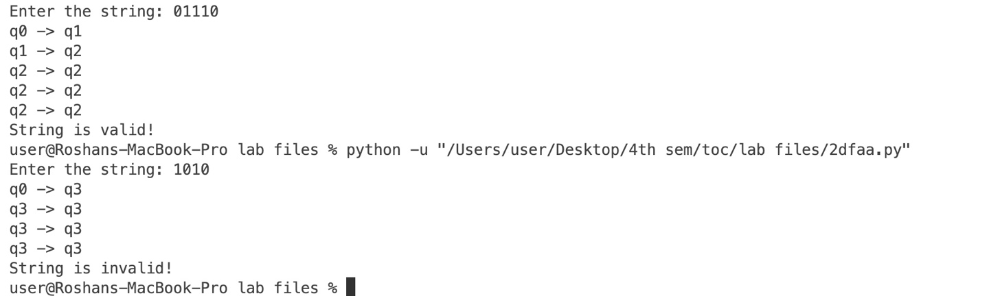 Enter the string: 01110
q0 -> q1
q1 -> q2
q2 -> q2
q2 -> q2
q2 -> q2
String is valid!
user@Roshans-MacBook-Pro lab files % python -u "/Users/user/Desktop/4th sem/toc/lab files/2dfaa.py"
Enter the string: 1010
q0 -> q3
q3 -> q3
q3 -> q3
q3 -> q3
String is invalid!
user@Roshans-MacBook-Pro lab files %